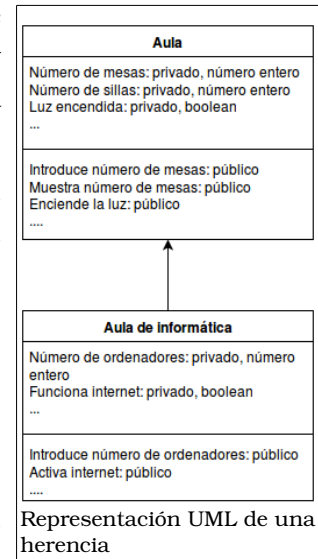 Aula
Número de mesas: privado, número entero
Número de sillas: privado, número entero
Luz encendida: privado, boolean
...
Introduce número de mesas: público
Muestra número de mesas: público
Enciende la luz: público
....
Aula de informática
Número de ordenadores: privado, número
entero
Funciona internet: privado, boolean
...
Introduce número de ordenadores: público
Activa internet: público
....
Representación UML de una
herencia